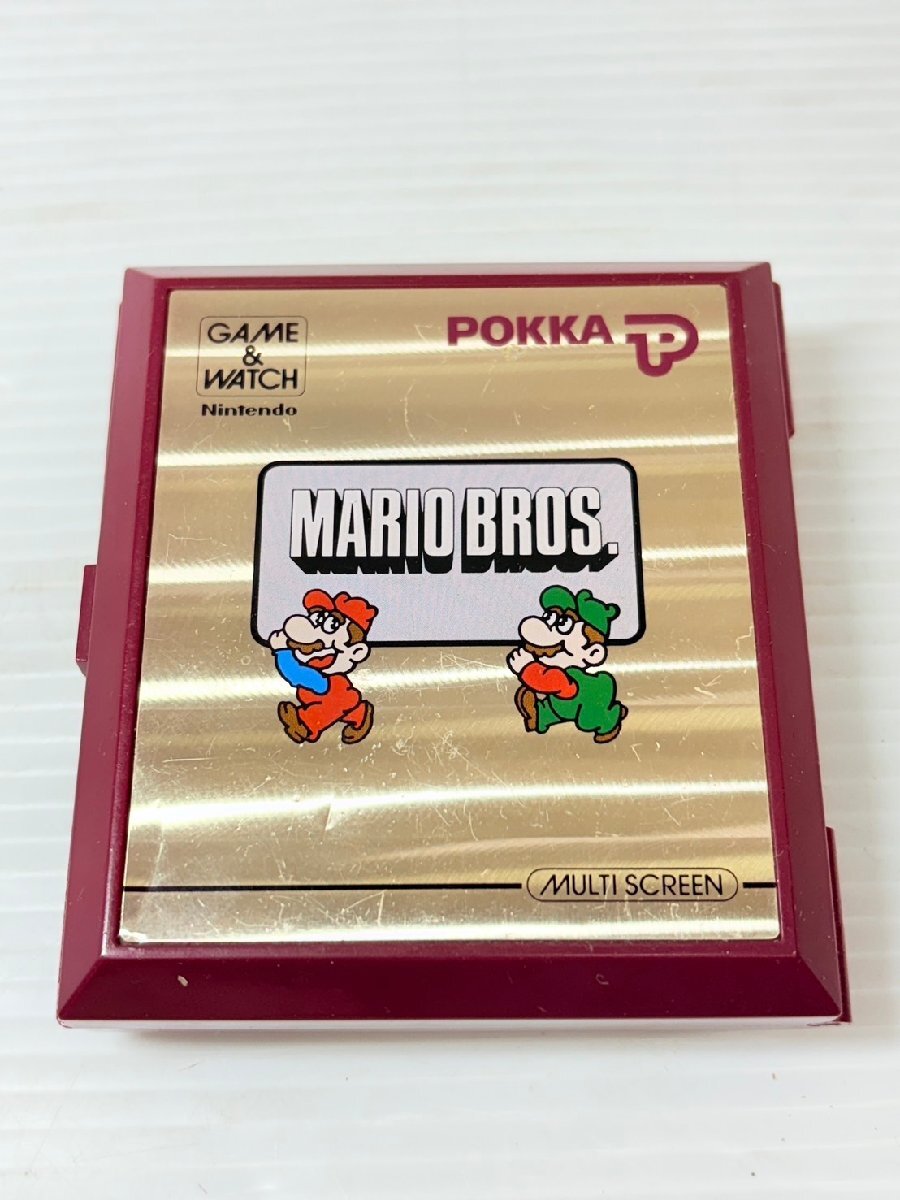 GAME
&
WATCH
Nintendo
POKKA P
MARIO BROS.
MULTI SCREEN